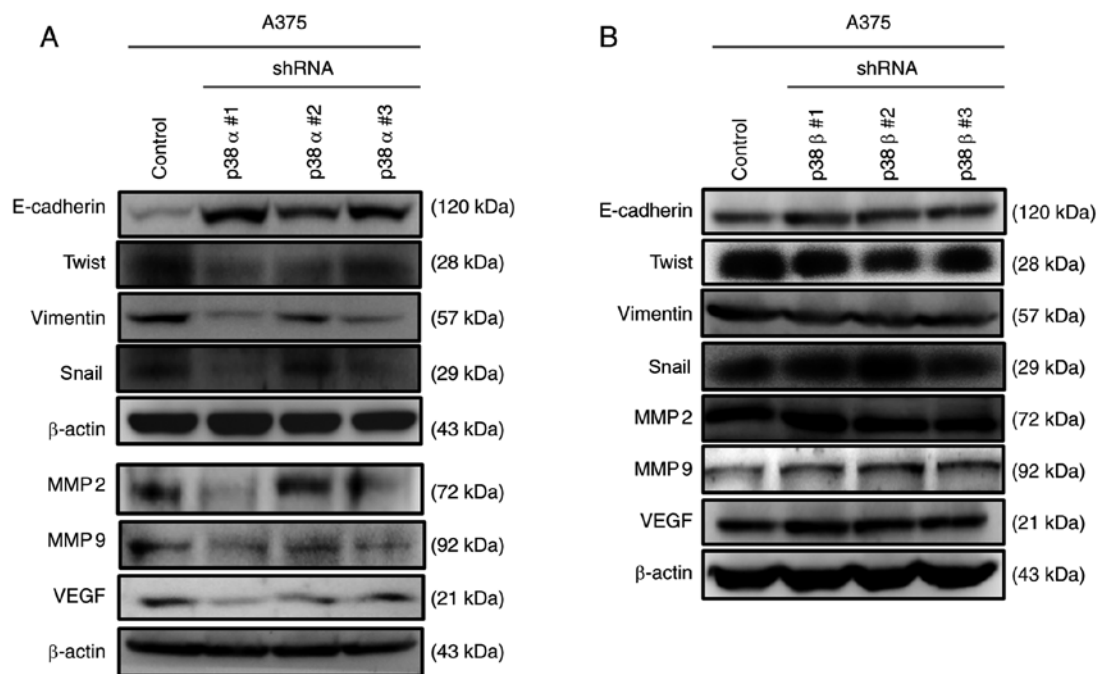 A
A375
shRNA
Control
p38 α #1
p38 α #2
p38 α #3
E-cadherin (120 kDa)
Twist (28 kDa)
Vimentin (57 kDa)
Snail (29 kDa)
β-actin (43 kDa)
MMP2 (72 kDa)
MMP9 (92 kDa)
VEGF (21 kDa)
β-actin (43 kDa)
B
A375
shRNA
Control
p38 β #1
p38 β #2
p38 β #3
E-cadherin (120 kDa)
Twist (28 kDa)
Vimentin (57 kDa)
Snail (29 kDa)
MMP2 (72 kDa)
MMP9 (92 kDa)
VEGF (21 kDa)
β-actin (43 kDa)